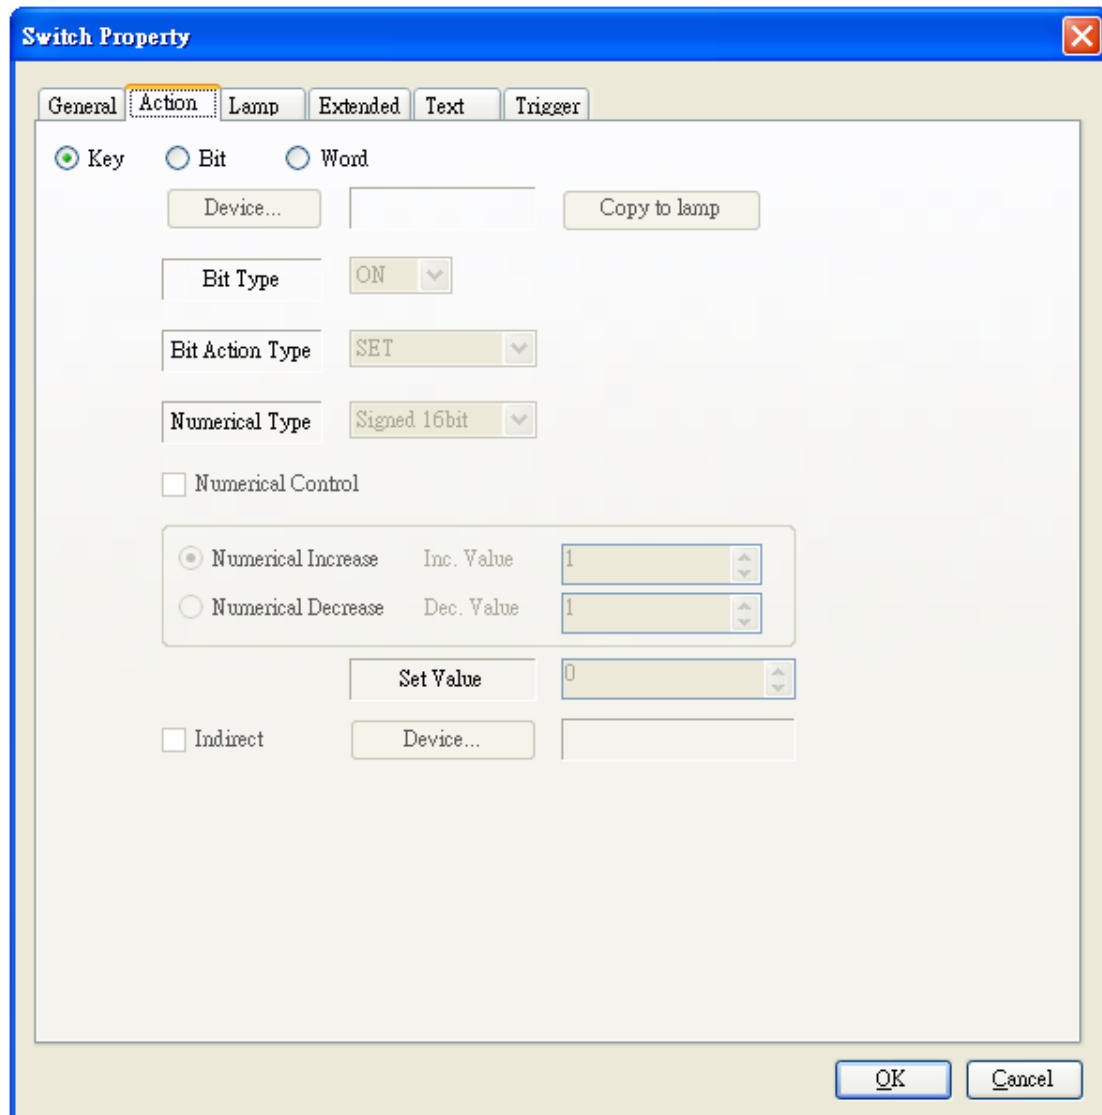 Switch Property
General Action Lamp Extended Text Trigger
Key Bit Word
Device... Copy to lamp
Bit Type ON
Bit Action Type SET
Numerical Type Signed 16bit
Numerical Control
Numerical Increase Inc. Value 1
Numerical Decrease Dec. Value 1
Set Value 0
Indirect Device...
OK Cancel